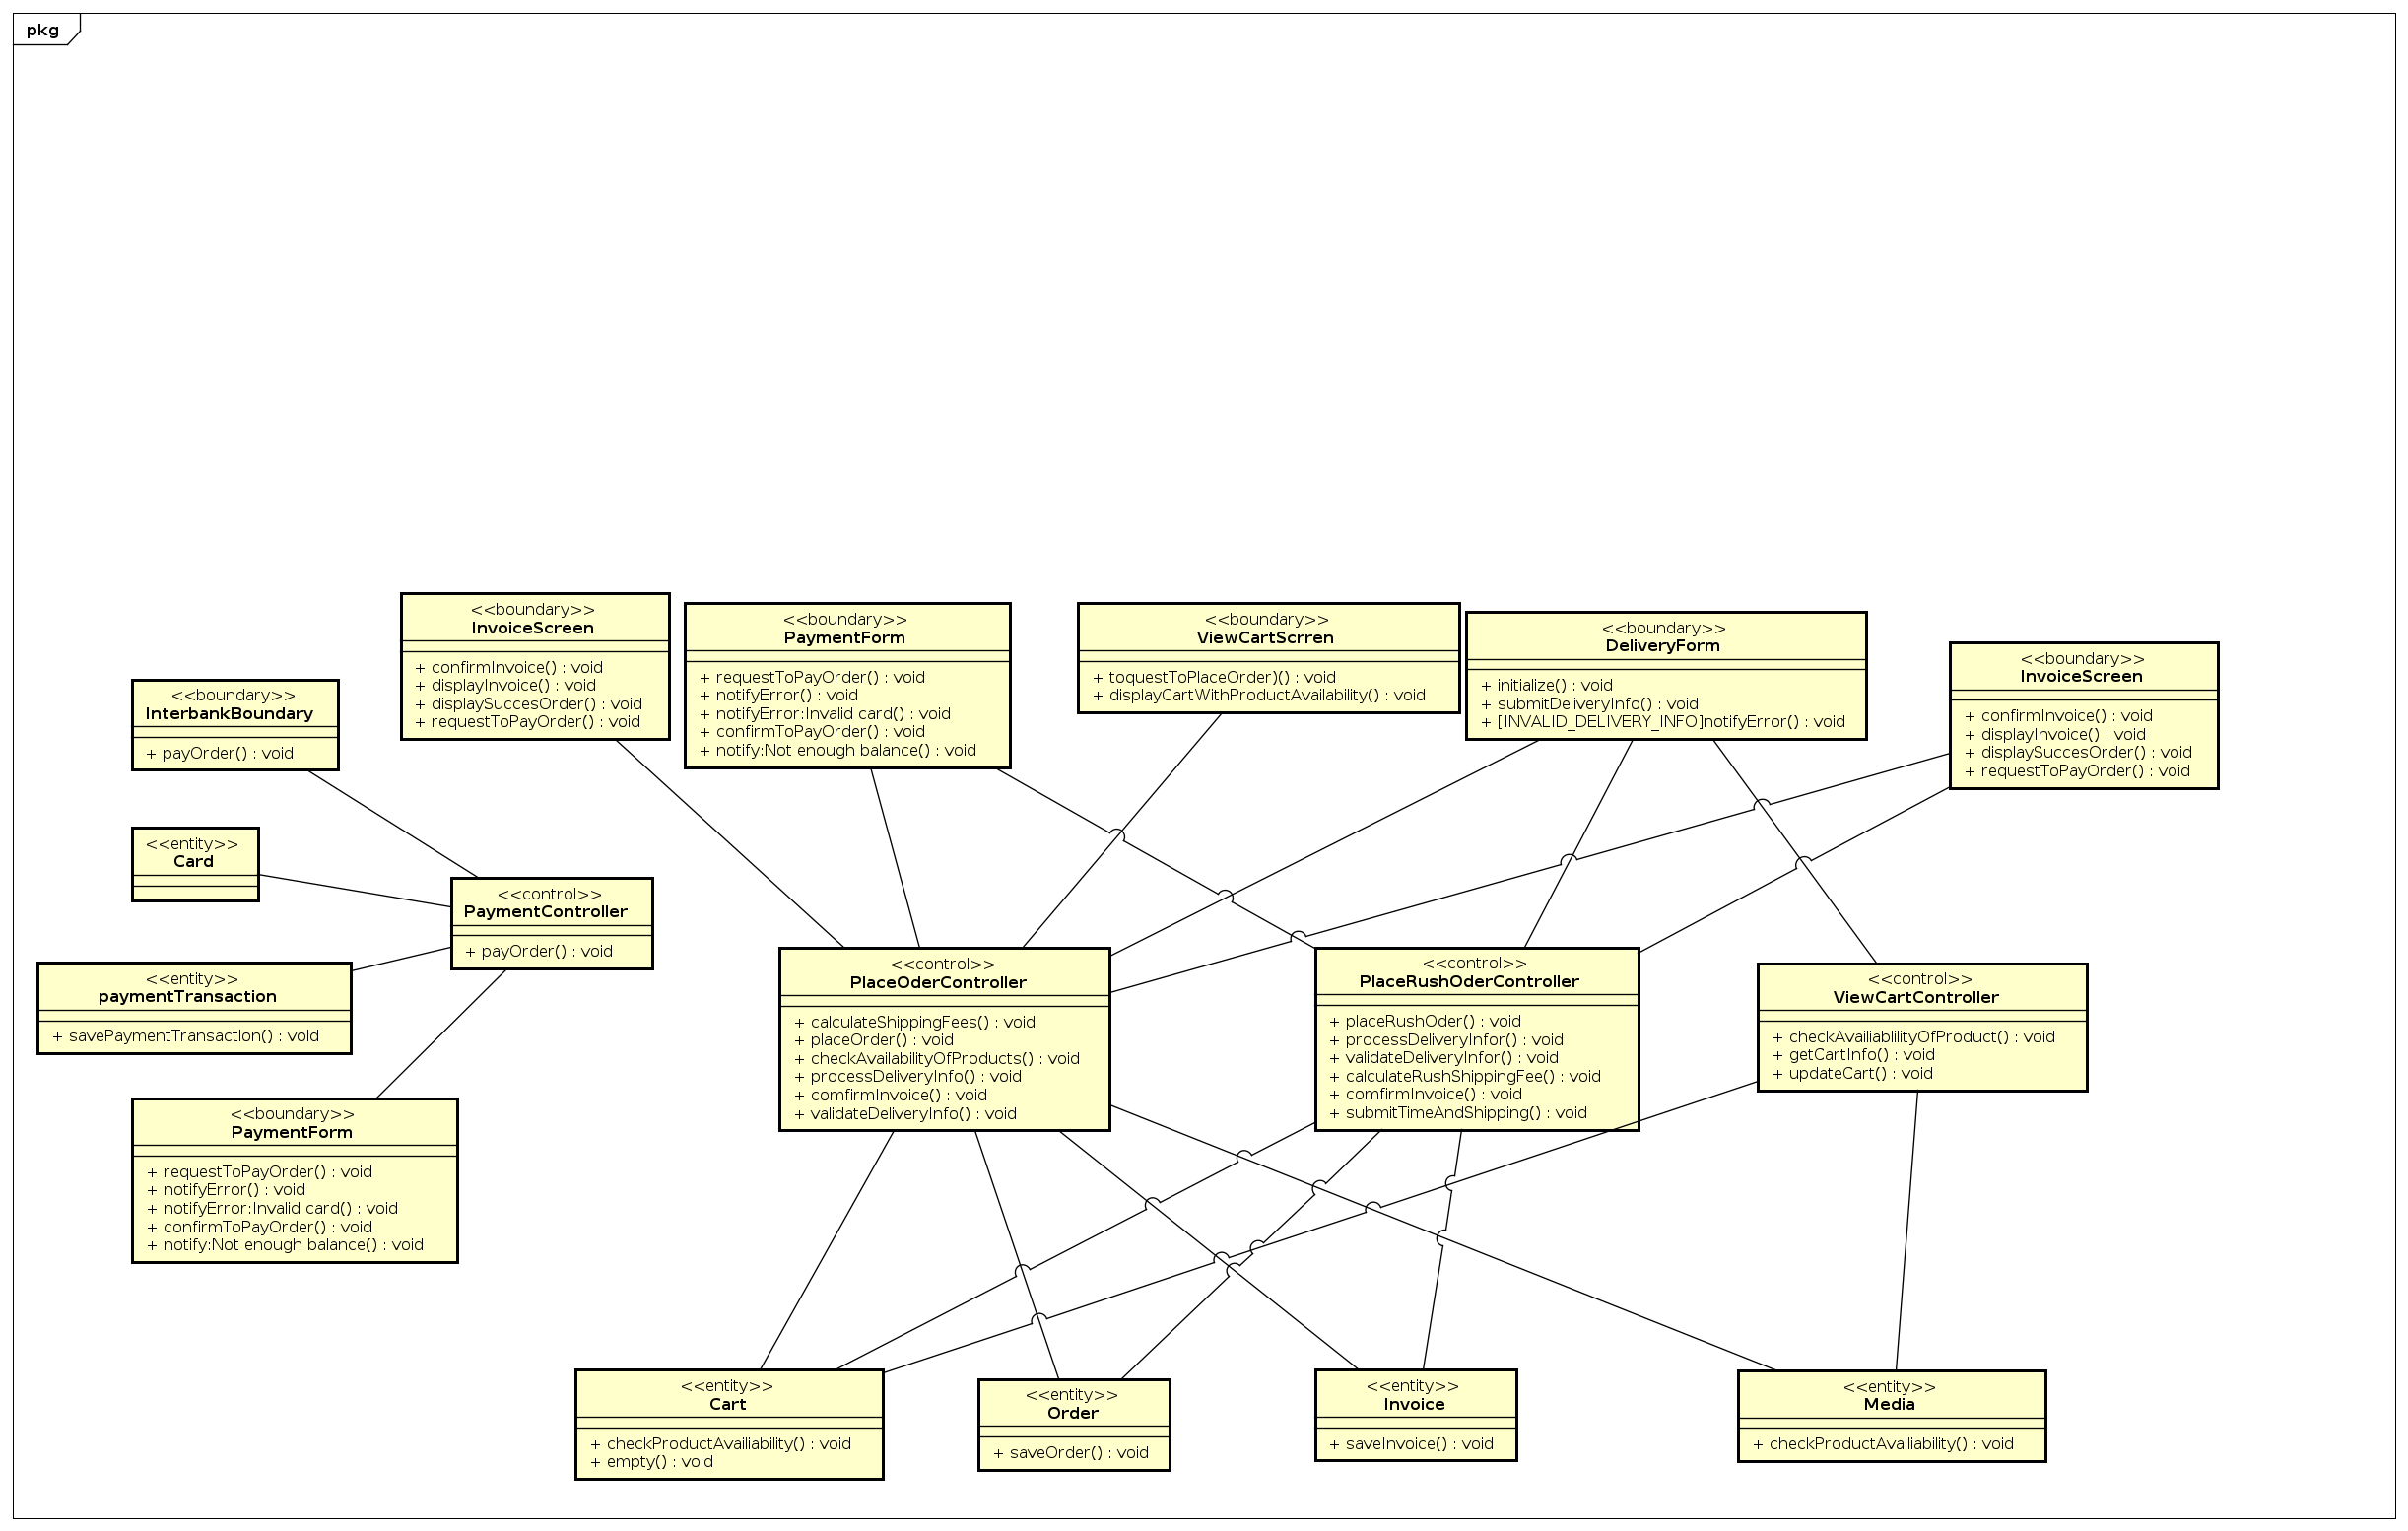 pkg
<<boundary>>
InvoiceScreen
+ confirmInvoice() : void
+ displayInvoice() : void
+ displaySuccesOrder() : void
+ requestToPayOrder() : void
<<boundary>>
PaymentForm
+ requestToPayOrder() : void
+ notifyError() : void
+ notifyError:Invalid card() : void
+ confirmToPayOrder() : void
+ notify:Not enough balance() : void
<<boundary>>
ViewCartScrren
+ toquestToPlaceOrder)() : void
+ displayCartWithProductAvailability() : void
<<boundary>>
DeliveryForm
+ initialize() : void
+ submitDeliveryInfo() : void
+ [INVALID_DELIVERY_INFO]notifyError() : void
<<boundary>>
InvoiceScreen
+ confirmInvoice() : void
+ displayInvoice() : void
+ displaySuccesOrder() : void
+ requestToPayOrder() : void
<<boundary>>
InterbankBoundary
+ payOrder() : void
<<entity>>
Card
<<control>>
PaymentController
+ payOrder() : void
<<entity>>
paymentTransaction
+ savePaymentTransaction() : void
<<boundary>>
PaymentForm
+ requestToPayOrder() : void
+ notifyError() : void
+ notifyError:Invalid card() : void
+ confirmToPayOrder() : void
+ notify:Not enough balance() : void
<<control>>
PlaceOderController
+ calculateShippingFees() : void
+ placeOrder() : void
+ checkAvailabilityOfProducts() : void
+ processDeliveryInfo() : void
+ comfirmInvoice() : void
+ validateDeliveryInfo() : void
<<control>>
PlaceRushOderController
+ placeRushOder() : void
+ processDeliveryInfor() : void
+ validateDeliveryInfor() : void
+ calculateRushShippingFee() : void
+ comfirmInvoice() : void
+ submitTimeAndShipping() : void
<<control>>
ViewCartController
+ checkAvailiablilityOfProduct() : void
+ getCartInfo() : void
+ updateCart() : void
<<entity>>
Cart
+ checkProductAvailiability() : void
+ empty() : void
<<entity>>
Order
+ saveOrder() : void
<<entity>>
Invoice
+ saveInvoice() : void
<<entity>>
Media
+ checkProductAvailiability() : void